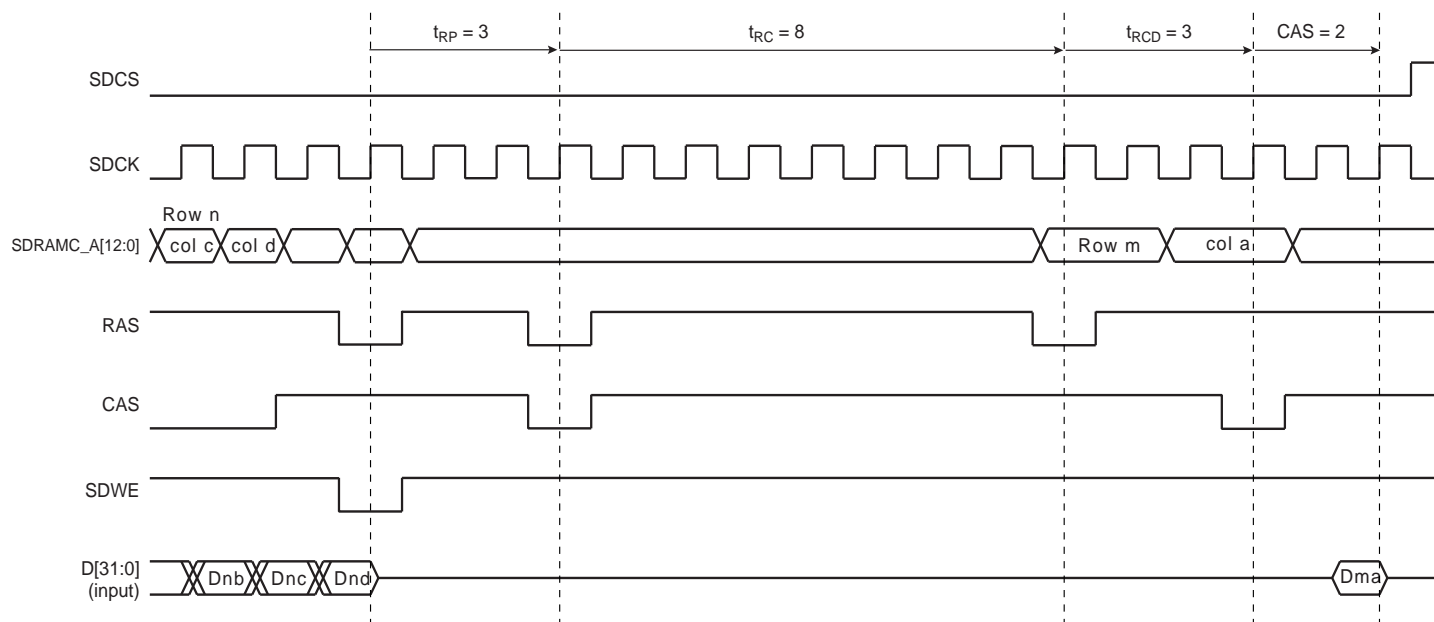 tRP = 3
tRC = 8
tRCD = 3
CAS = 2
SDCS
SDCK
Row n
SDRAMC_A[12:0]
col c
col d
Row m
col a
RAS
CAS
SDWE
D[31:0]
(input)
Dnb
Dnc
Dnd
Dma